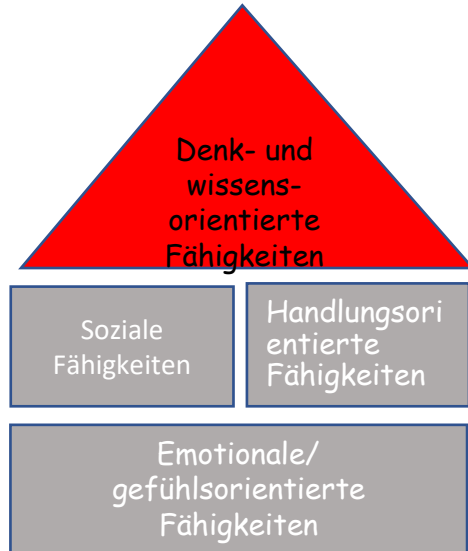 Denk- und
wissens-
orientierte
Fähigkeiten
Soziale
Fähigkeiten
Handlungsori
entierte
Fähigkeiten
Emotionale/
gefühlsorientierte
Fähigkeiten